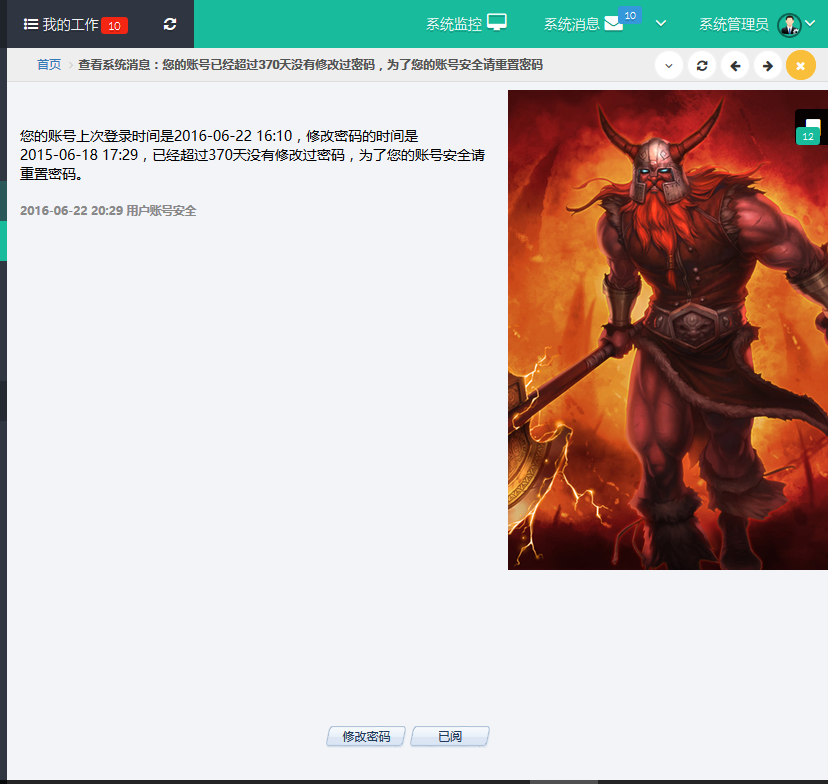 我的工作 10
系统监控
系统消息 10
系统管理员
首页 > 查看系统消息：您的账号已经超过370天没有修改过密码，为了您的账号安全请重置密码
12
您的账号上次登录时间是2016-06-22 16:10，修改密码的时间是
2015-06-18 17:29，已经超过370天没有修改过密码，为了您的账号安全请
重置密码。
2016-06-22 20:29 用户账号安全
修改密码
已阅